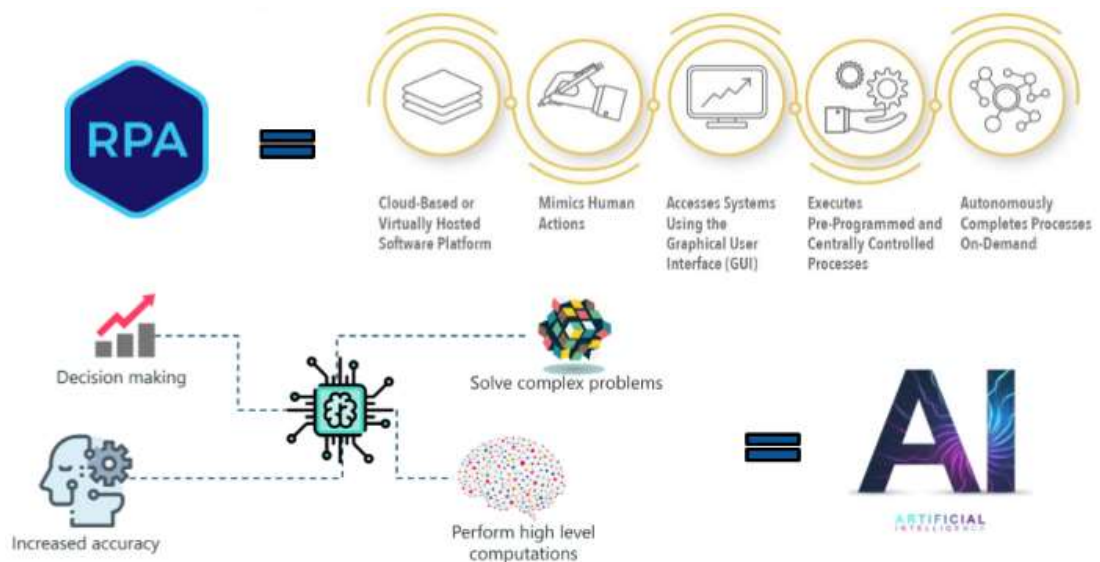 RPA
Cloud-Based or
Virtually Hosted
Software Platform
Mimics Human
Actions
Accesses Systems
Using the
Graphical User
Interface (GUI)
Executes
Pre-Programmed and
Centrally Controlled
Processes
Autonomously
Completes Processes
On-Demand
Decision making
Solve complex problems
Increased accuracy
Perform high level
computations
AI
ARTIFICIAL
INTELLIGENCE